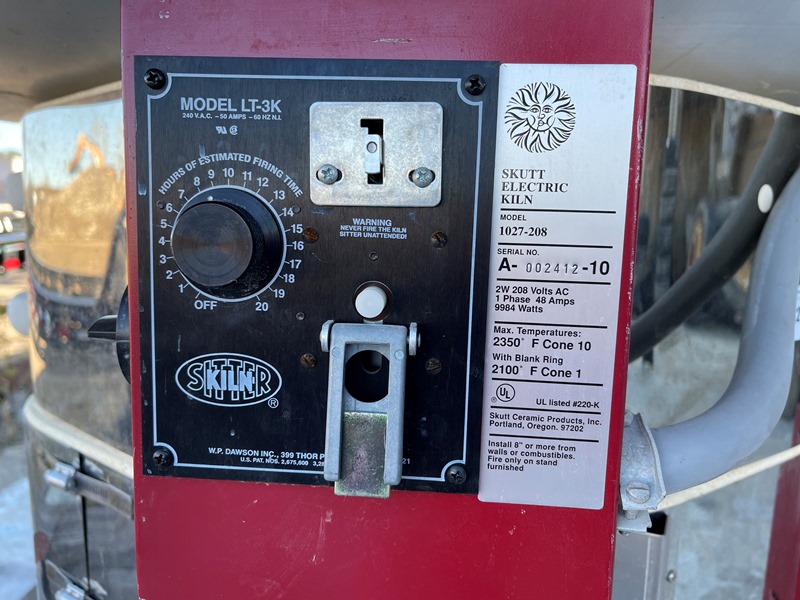 MODEL LT-3K
240 V.A.C. - 50 AMPS - 60 HZ N.I.
HOURS OF ESTIMATED FIRING TIME
OFF
1
2
3
4
5
6
7
8
9
10
11
12
13
14
15
16
17
18
19
20
WARNING
NEVER FIRE THE KILN
SITTER UNATTENDED!
SITTER
KILN
®
W.P. DAWSON INC., 399 THOR P
U.S. PAT. NOS. 2,675,600 3,2
21
SKUTT
ELECTRIC
KILN
MODEL
1027-208
SERIAL NO.
A- 002412 -10
2W 208 Volts AC
1 Phase 48 Amps
9984 Watts
Max. Temperatures:
2350° F Cone 10
With Blank Ring
2100° F Cone 1
UL ® UL listed #220-K
Skutt Ceramic Products, Inc.
Portland, Oregon. 97202
Install 8" or more from
walls or combustibles.
Fire only on stand
furnished